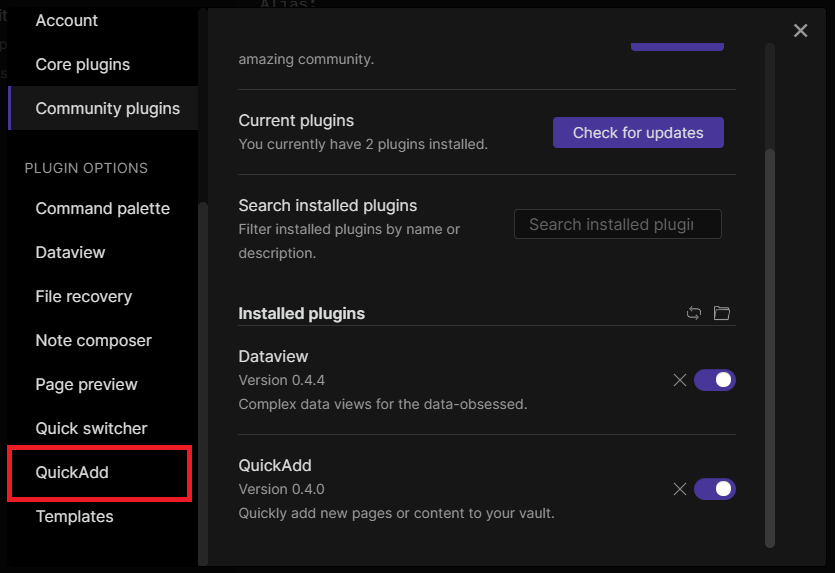 Alias:
Account
Core plugins
Community plugins
PLUGIN OPTIONS
Command palette
Dataview
File recovery
Note composer
Page preview
Quick switcher
QuickAdd
Templates
amazing community.
Current plugins
You currently have 2 plugins installed.
Check for updates
Search installed plugins
Filter installed plugins by name or
description.
Search installed plugi
Installed plugins
Dataview
Version 0.4.4
Complex data views for the data-obsessed.
QuickAdd
Version 0.4.0
Quickly add new pages or content to your vault.